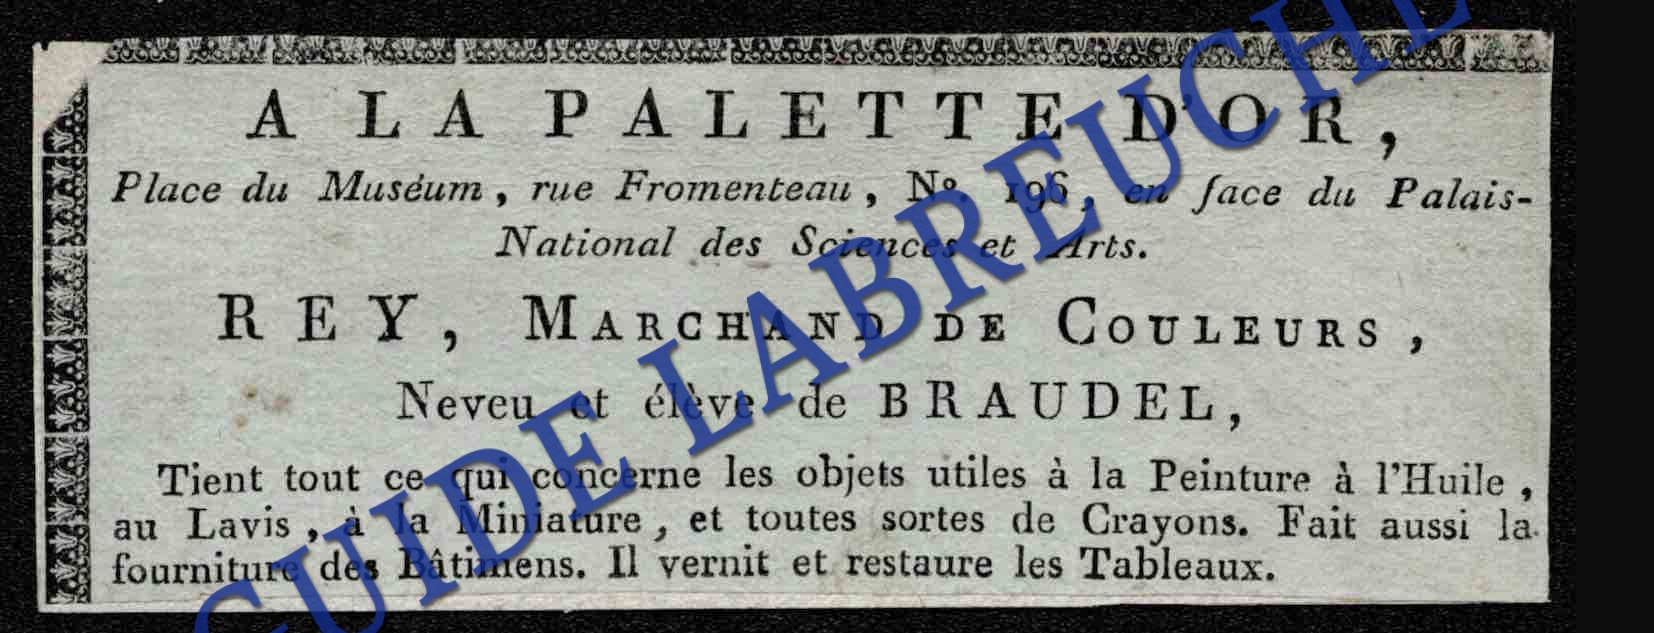 A LA PALETTE D'OR,
Place du Muséum, rue Fromenteau, Nº. 196, en face du Palais-
National des Sciences et Arts.
REY, MARCHAND DE COULEURS,
Neveu et élève de BRAUDEL,
Tient tout ce qui concerne les objets utiles à la Peinture à l'Huile,
au Lavis, à la Miniature, et toutes sortes de Crayons. Fait aussi la
fourniture des Bâtimens. Il vernit et restaure les Tableaux.
GUIDE LABREUCHE